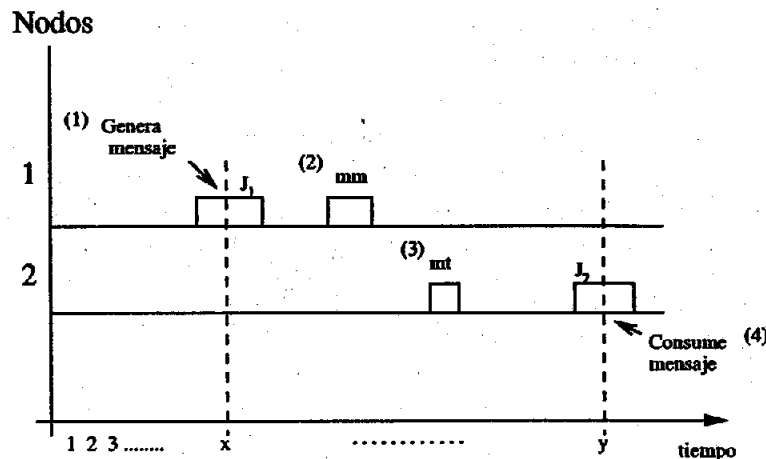 Nodos
(1) Genera
mensaje
1
J1
(2) mm
2
(3) mt
J2
Consume (4)
mensaje
1 2 3 ........ x ............ y tiempo